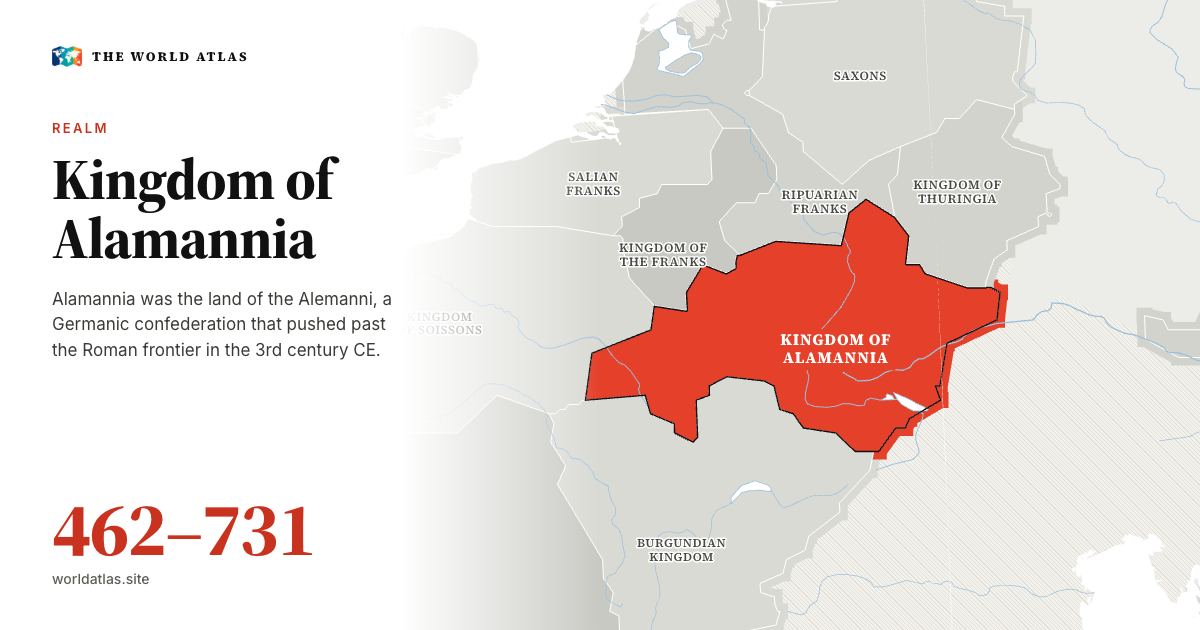 THE WORLD ATLAS
REALM
Kingdom of
Alamannia
Alamannia was the land of the Alemanni, a
Germanic confederation that pushed past
the Roman frontier in the 3rd century CE.
462–731
worldatlas.site
SAXONS
SALIAN
FRANKS
RIPUARIAN
FRANKS
KINGDOM OF
THURINGIA
KINGDOM OF
THE FRANKS
KINGDOM
OF SOISSONS
KINGDOM OF
ALAMANNIA
BURGUNDIAN
KINGDOM